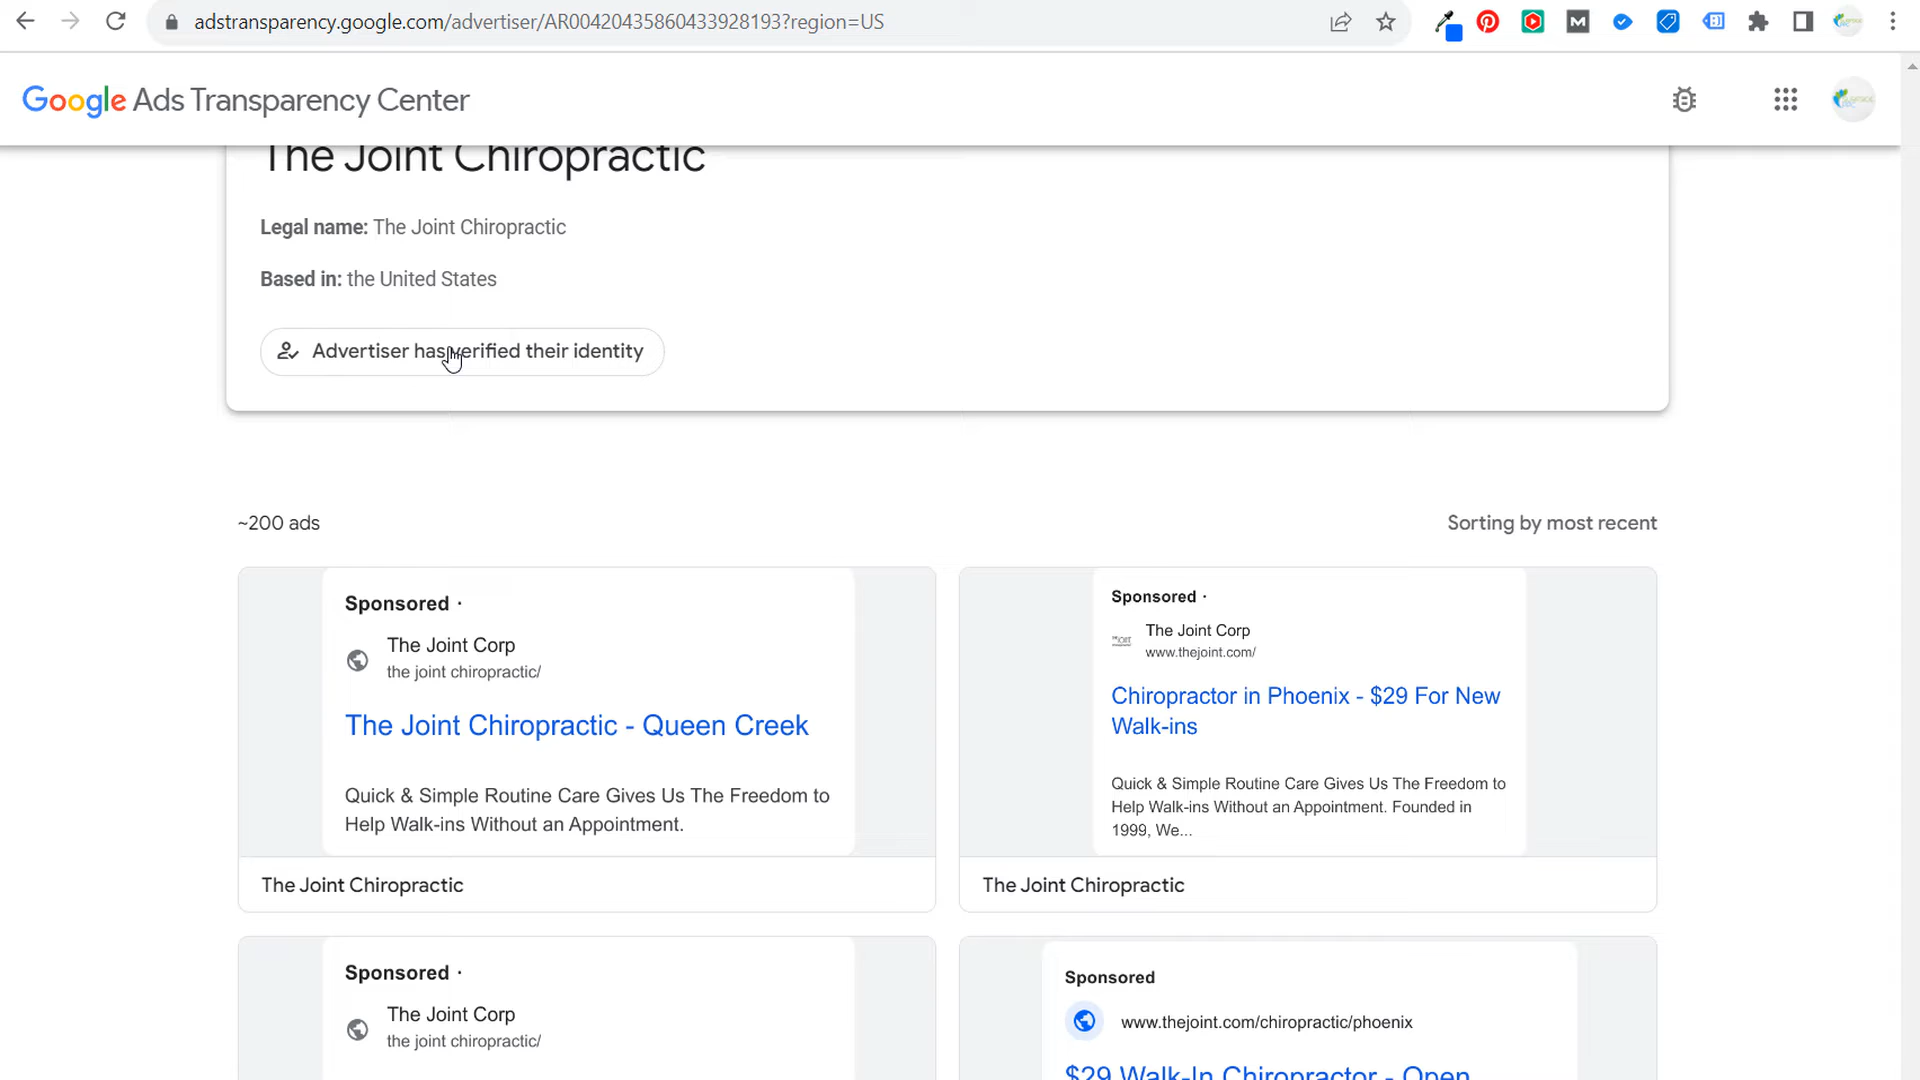 adstransparency.google.com/advertiser/AR00420435860433928193?region=US
Google Ads Transparency Center
The Joint Chiropractic
Legal name: The Joint Chiropractic
Based in: the United States
Advertiser has verified their identity
~200 ads
Sorting by most recent
Sponsored ·
The Joint Corp
the joint chiropractic/
The Joint Chiropractic - Queen Creek
Quick & Simple Routine Care Gives Us The Freedom to
Help Walk-ins Without an Appointment.
The Joint Chiropractic
Sponsored ·
The Joint Corp
www.thejoint.com/
Chiropractor in Phoenix - $29 For New
Walk-ins
Quick & Simple Routine Care Gives Us The Freedom to
Help Walk-ins Without an Appointment. Founded in
1999, We...
The Joint Chiropractic
Sponsored ·
The Joint Corp
the joint chiropractic/
Sponsored
www.thejoint.com/chiropractic/phoenix
$29 Walk-In Chiropractor - Open